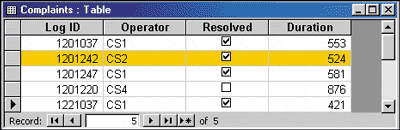 Complaints : Table
Log ID Operator Resolved Duration
1201037 CS1 553
1201242 CS2 524
1201247 CS1 581
1201220 CS4 876
1221037 CS1 421
Record: 5 of 5